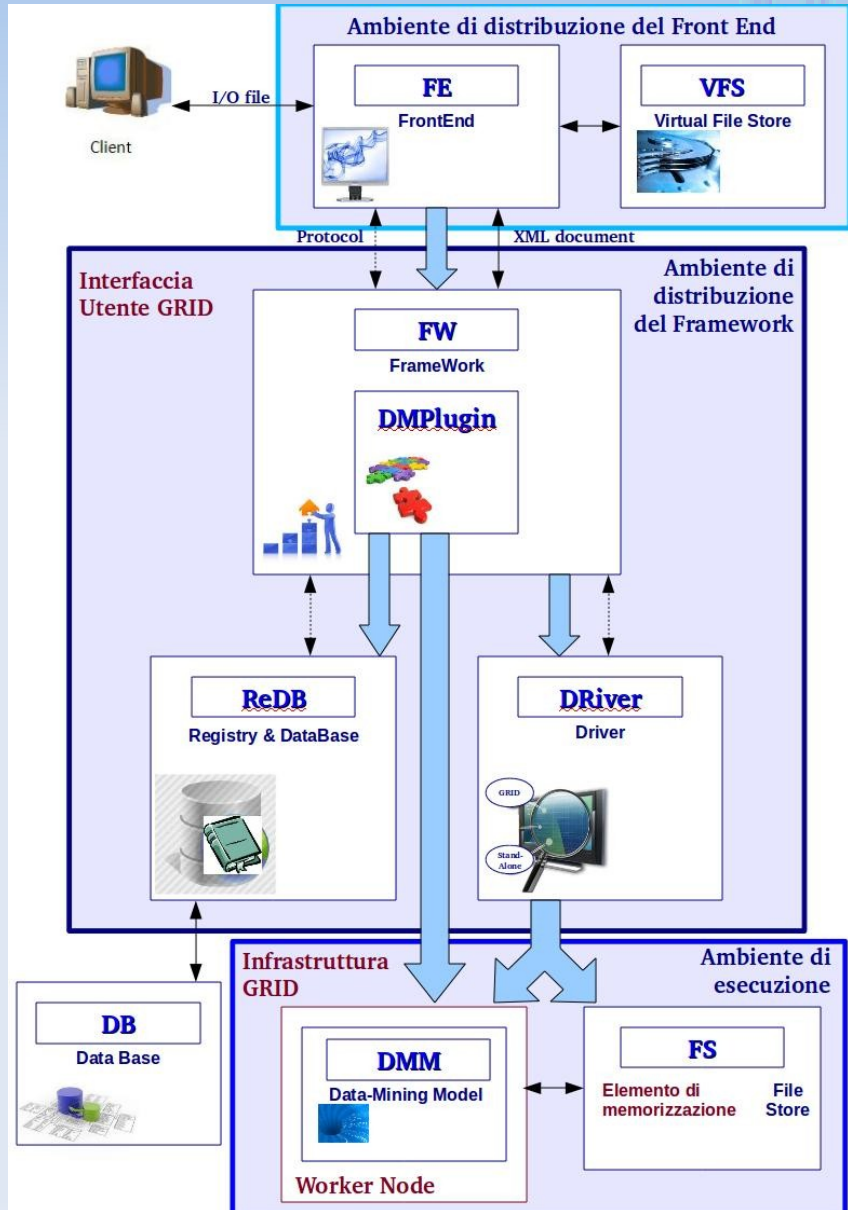 Ambiente di distribuzione del Front End
I/O file
Client
FE
FrontEnd
VFS
Virtual File Store
Protocol
XML document
Interfaccia
Utente GRID
Ambiente di
distribuzione
del Framework
FW
FrameWork
DMPlugin
ReDB
Registry & DataBase
DRiver
Driver
GRID
Stand-
Alone
Infrastruttura
GRID
Ambiente di
esecuzione
DB
Data Base
DMM
Data-Mining Model
Worker Node
FS
Elemento di
memorizzazione
File
Store